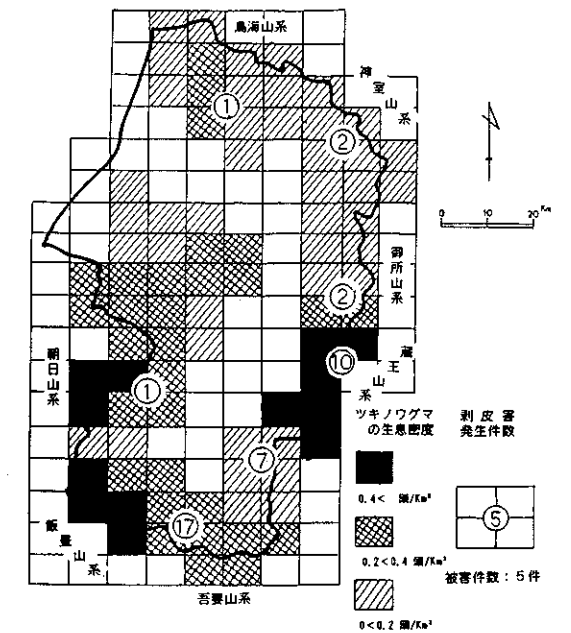 鳥海山系
神室山系
①
②
0 10 20 Km
御所山系
②
朝日山系
⑩
蔵王山系
①
ツキノワグマの生息密度
剥皮害発生件数
⑦
0.4< 頭/Km²
⑤
⑰
飯豊山系
0.2<0.4 頭/Km²
被害件数:5件
吾妻山系
0<0.2 頭/Km²